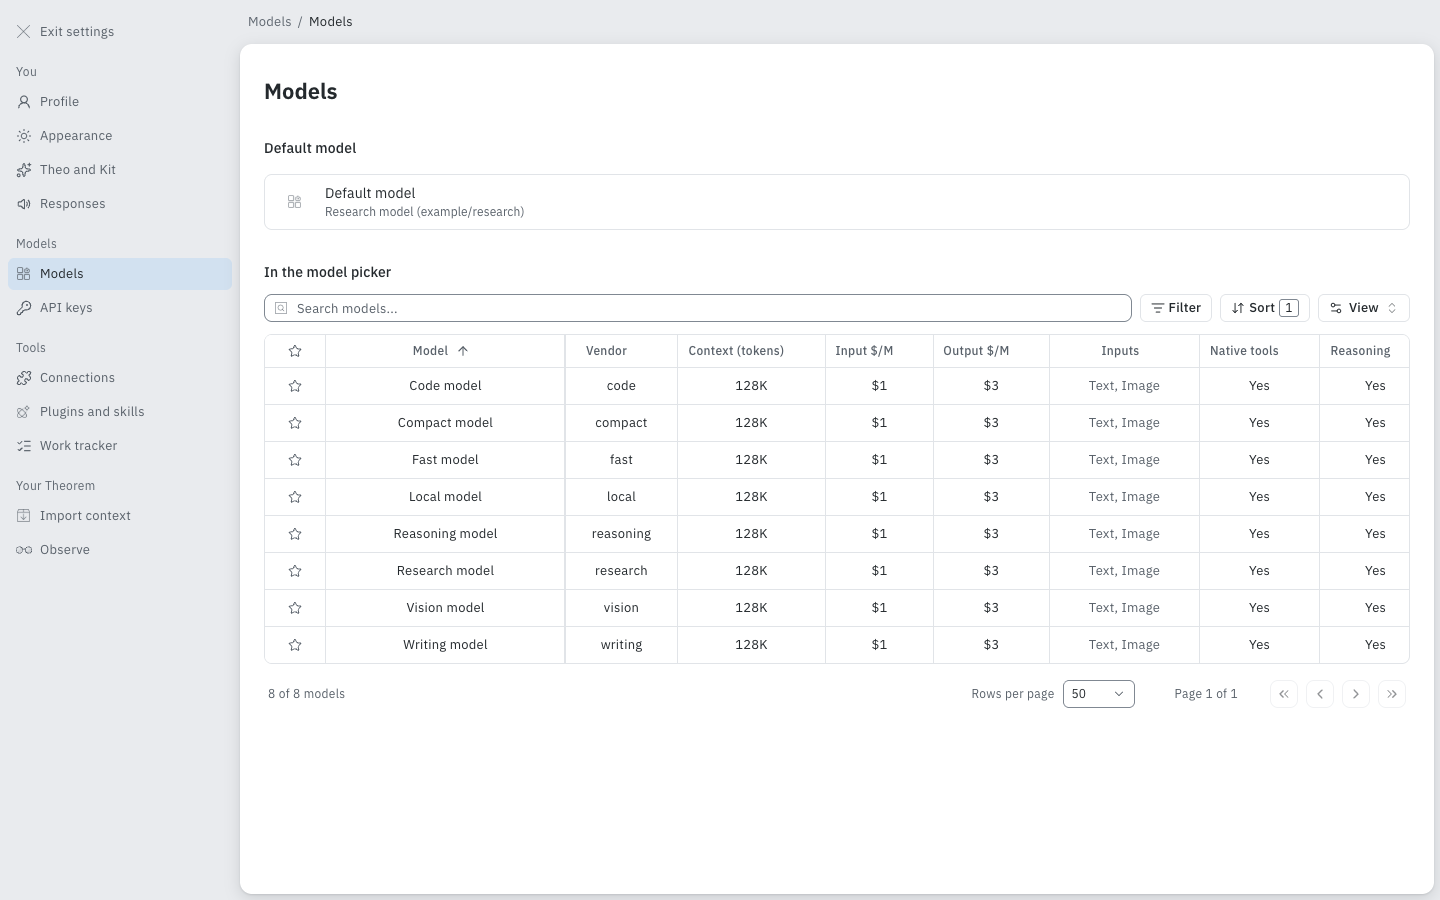 Exit settings
You
Profile
Appearance
Theo and Kit
Responses
Models
Models
API keys
Tools
Connections
Plugins and skills
Work tracker
Your Theorem
Import context
Observe
Models / Models
Models
Default model
Default model
Research model (example/research)
In the model picker
Search models... Filter Sort 1 View
Model Vendor Context (tokens) Input $/M Output $/M Inputs Native tools Reasoning
Code model code 128K $1 $3 Text, Image Yes Yes
Compact model compact 128K $1 $3 Text, Image Yes Yes
Fast model fast 128K $1 $3 Text, Image Yes Yes
Local model local 128K $1 $3 Text, Image Yes Yes
Reasoning model reasoning 128K $1 $3 Text, Image Yes Yes
Research model research 128K $1 $3 Text, Image Yes Yes
Vision model vision 128K $1 $3 Text, Image Yes Yes
Writing model writing 128K $1 $3 Text, Image Yes Yes
8 of 8 models Rows per page 50 Page 1 of 1